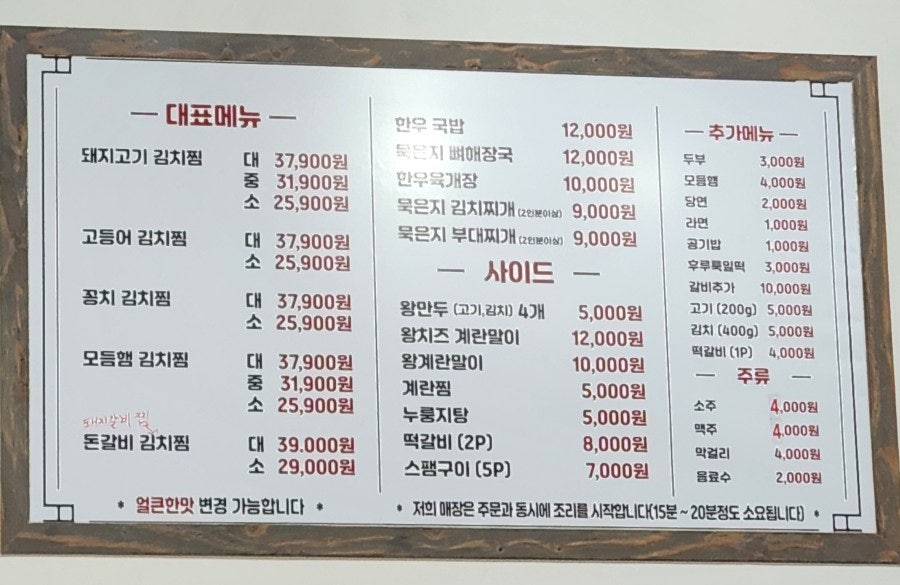 대표메뉴
돼지고기 김치찜 대 37,900원
중 31,900원
소 25,900원
고등어 김치찜 대 37,900원
소 25,900원
꽁치 김치찜 대 37,900원
소 25,900원
모듬햄 김치찜 대 37,900원
중 31,900원
소 25,900원
돼지갈비 찜
돈갈비 김치찜 대 39.000원
소 29,000원
* 얼큰한맛 변경 가능합니다 *
한우 국밥 12,000원
묵은지 뼈해장국 12,000원
한우육개장 10,000원
묵은지 김치찌개 (2인분이상) 9,000원
묵은지 부대찌개 (2인분이상) 9,000원
사이드
왕만두 (고기,김치) 4개 5,000원
왕치즈 계란말이 12,000원
왕계란말이 10,000원
계란찜 5,000원
누룽지탕 5,000원
떡갈비 (2P) 8,000원
스팸구이 (5P) 7,000원
추가메뉴
두부 3,000원
모듬햄 4,000원
당면 2,000원
라면 1,000원
공기밥 1,000원
후루룩밀떡 3,000원
갈비추가 10,000원
고기 (200g) 5,000원
김치 (400g) 5,000원
떡갈비 (1P) 4,000원
주류
소주 4,000원
맥주 4,000원
막걸리 4,000원
음료수 2,000원
* 저희 매장은 주문과 동시에 조리를 시작합니다(15분 ~ 20분정도 소요됩니다) *